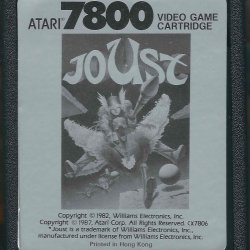 ATARI 7800 VIDEO GAME
CARTRIDGE
JOUST
Copyright © 1982, Williams Electronics, Inc.
Copyright © 1987, Atari Corp. All Rights Reserved. CX7806
* Joust is a trademark of Williams Electronics, Inc.,
manufactured under license from Williams Electronics, Inc.
Printed in Hong Kong